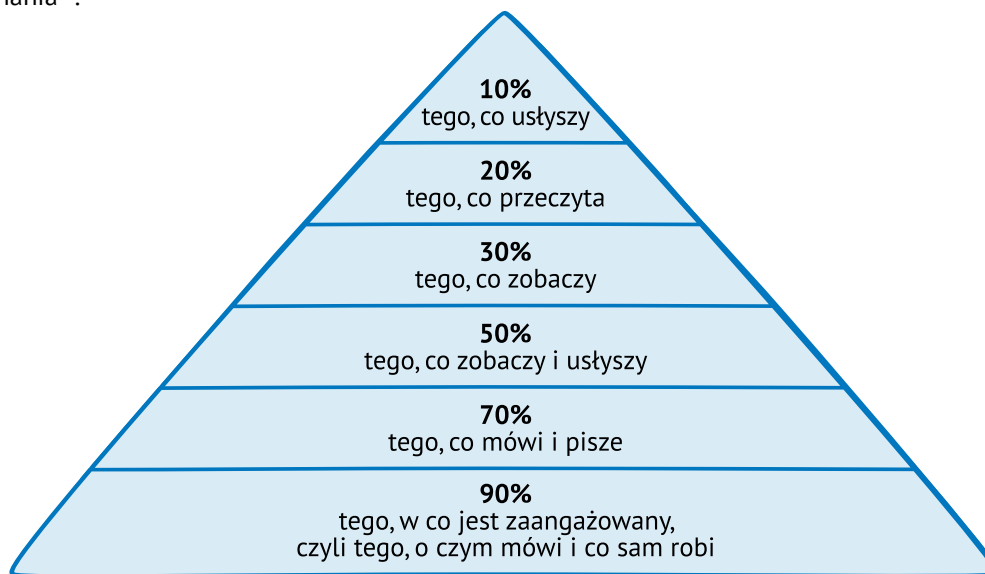 10%
tego, co usłyszy
20%
tego, co przeczyta
30%
tego, co zobaczy
50%
tego, co zobaczy i usłyszy
70%
tego, co mówi i pisze
90%
tego, w co jest zaangażowany,
czyli tego, o czym mówi i co sam robi